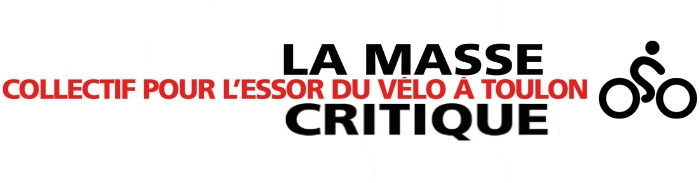 LA MASSE
COLLECTIF POUR L'ESSOR DU VÉLO À TOULON
CRITIQUE